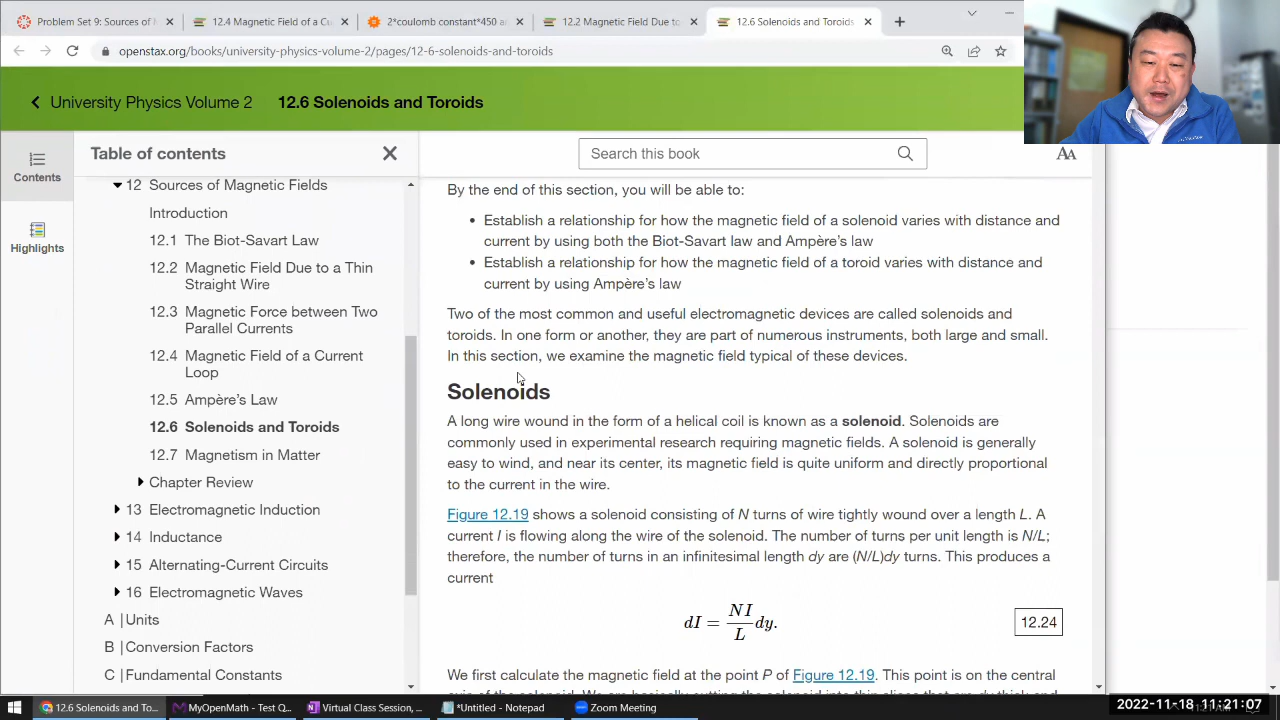 Problem Set 9: Sources of M
12.4 Magnetic Field of a Cu
2*coulomb constant*450 an
12.2 Magnetic Field Due to
12.6 Solenoids and Toroids
openstax.org/books/university-physics-volume-2/pages/12-6-solenoids-and-toroids
University Physics Volume 2
12.6 Solenoids and Toroids
Contents
Highlights
Table of contents
Search this book
AA
12 Sources of Magnetic Fields
Introduction
12.1 The Biot-Savart Law
12.2 Magnetic Field Due to a Thin
Straight Wire
12.3 Magnetic Force between Two
Parallel Currents
12.4 Magnetic Field of a Current
Loop
12.5 Ampère's Law
12.6 Solenoids and Toroids
12.7 Magnetism in Matter
Chapter Review
13 Electromagnetic Induction
14 Inductance
15 Alternating-Current Circuits
16 Electromagnetic Waves
A | Units
B | Conversion Factors
C | Fundamental Constants
By the end of this section, you will be able to:
• Establish a relationship for how the magnetic field of a solenoid varies with distance and
current by using both the Biot-Savart law and Ampère's law
• Establish a relationship for how the magnetic field of a toroid varies with distance and
current by using Ampère's law
Two of the most common and useful electromagnetic devices are called solenoids and
toroids. In one form or another, they are part of numerous instruments, both large and small.
In this section, we examine the magnetic field typical of these devices.
Solenoids
A long wire wound in the form of a helical coil is known as a solenoid. Solenoids are
commonly used in experimental research requiring magnetic fields. A solenoid is generally
easy to wind, and near its center, its magnetic field is quite uniform and directly proportional
to the current in the wire.
Figure 12.19 shows a solenoid consisting of N turns of wire tightly wound over a length L. A
current I is flowing along the wire of the solenoid. The number of turns per unit length is N/L;
therefore, the number of turns in an infinitesimal length dy are (N/L)dy turns. This produces a
current
dI = NI/L dy.
12.24
We first calculate the magnetic field at the point P of Figure 12.19. This point is on the central
12.6 Solenoids and To...
MyOpenMath - Test Q...
Virtual Class Session, ...
*Untitled - Notepad
Zoom Meeting
2022-11-18 11:21:07